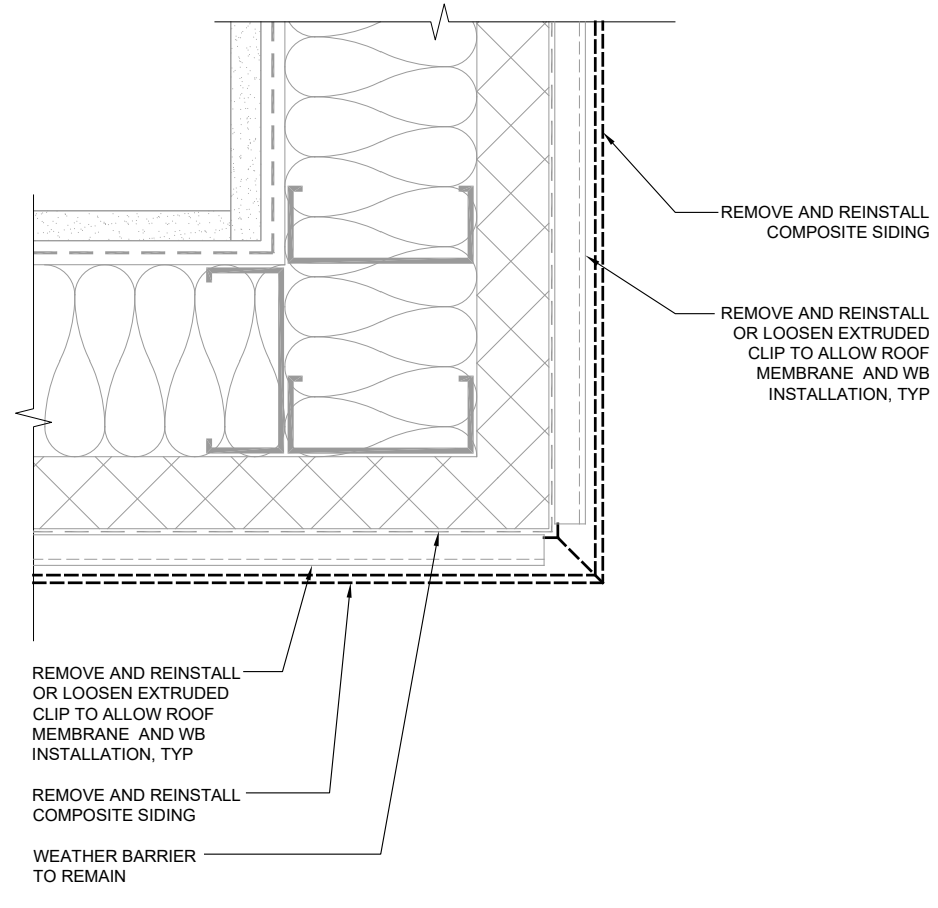 REMOVE AND REINSTALL
COMPOSITE SIDING
REMOVE AND REINSTALL
OR LOOSEN EXTRUDED
CLIP TO ALLOW ROOF
MEMBRANE AND WB
INSTALLATION, TYP
REMOVE AND REINSTALL
OR LOOSEN EXTRUDED
CLIP TO ALLOW ROOF
MEMBRANE AND WB
INSTALLATION, TYP
REMOVE AND REINSTALL
COMPOSITE SIDING
WEATHER BARRIER
TO REMAIN